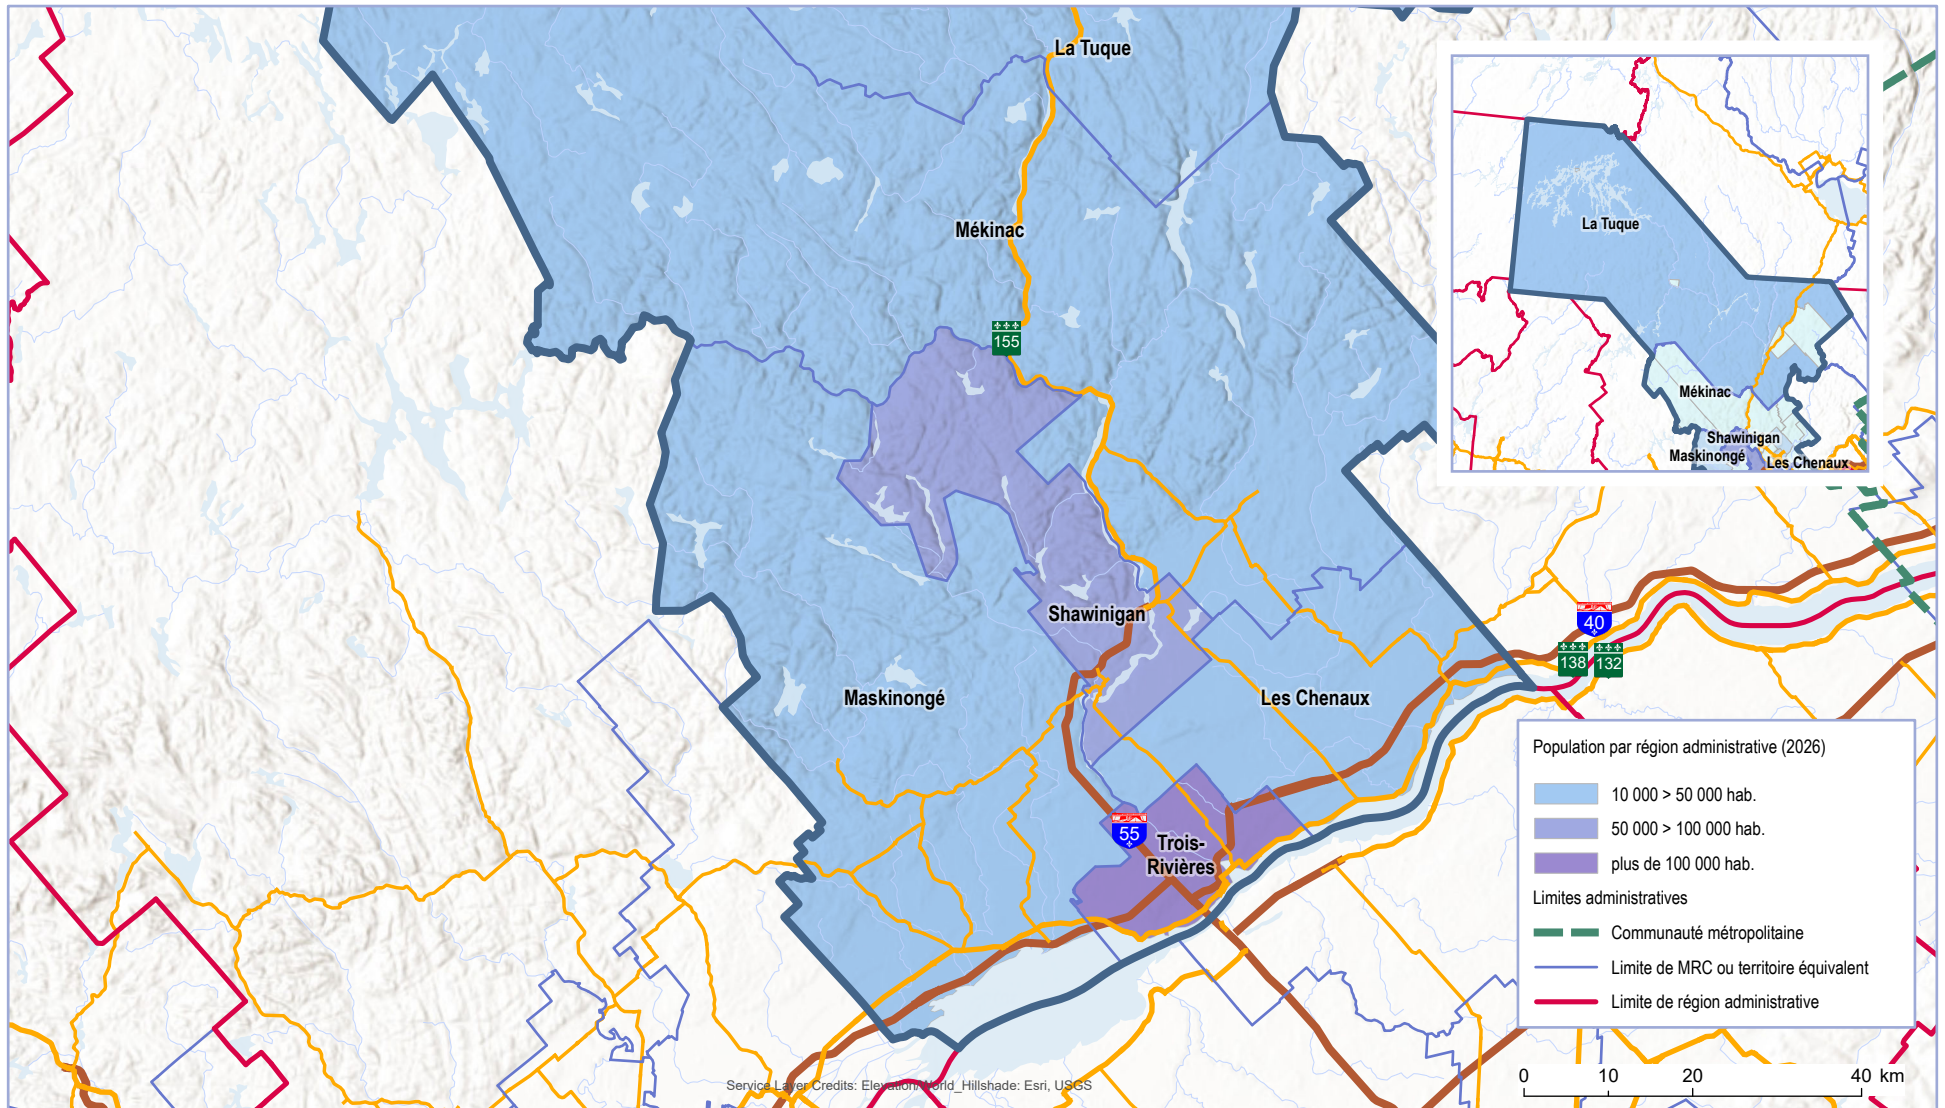 La Tuque
Mékinac
155
Shawinigan
Maskinongé
Les Chenaux
55
Trois-
Rivières
40
138
132
La Tuque
Mékinac
Shawinigan
Maskinongé
Les Chenaux
Population par région administrative (2026)
10 000 > 50 000 hab.
50 000 > 100 000 hab.
plus de 100 000 hab.
Limites administratives
Communauté métropolitaine
Limite de MRC ou territoire équivalent
Limite de région administrative
0 10 20 40 km
Service Layer Credits: Elevation/World_Hillshade: Esri, USGS